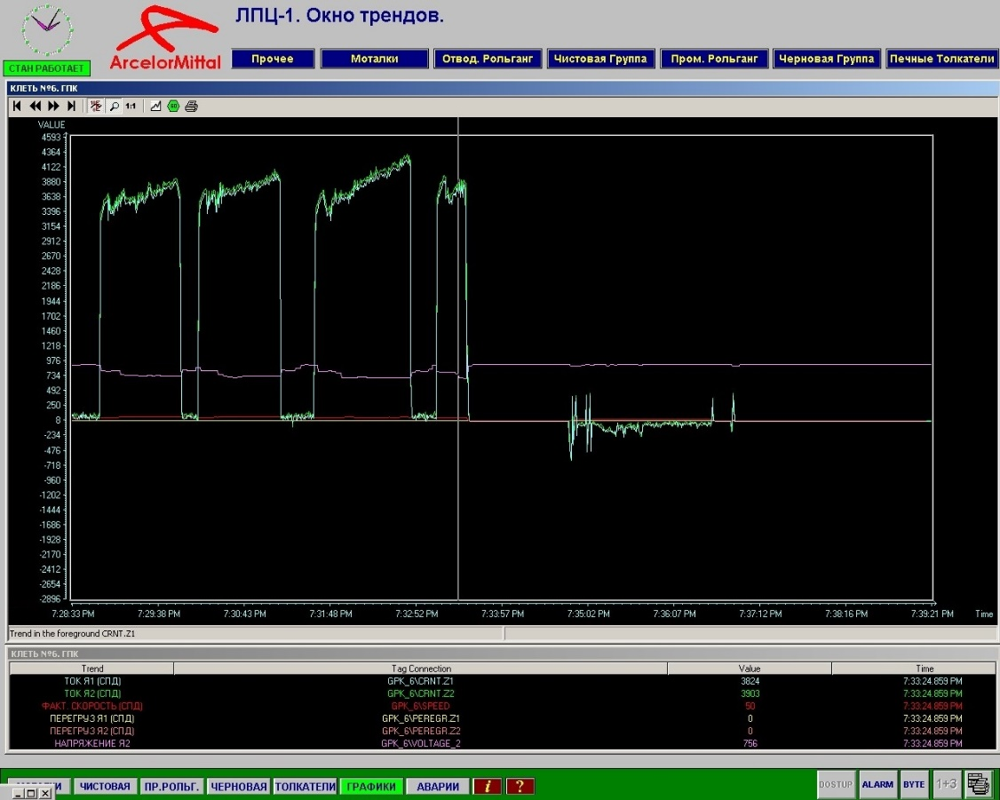 ЛПЦ-1. Окно трендов.
СТАН РАБОТАЕТ
ArcelorMittal
Прочее
Моталки
Отвод. Рольганг
Чистовая Группа
Пром. Рольганг
Черновая Группа
Печные Толкатели
КЛЕТЬ №6. ГПК
1:1
VALUE
4593
4364
4122
3880
3638
3396
3154
2912
2670
2428
2186
1944
1702
1460
1218
976
734
492
250
8
-234
-476
-718
-960
-1202
-1444
-1686
-1928
-2170
-2412
-2654
-2896
7:28:33 PM 7:29:38 PM 7:30:43 PM 7:31:48 PM 7:32:52 PM 7:33:57 PM 7:35:02 PM 7:36:07 PM 7:37:12 PM 7:38:16 PM 7:39:21 PM Time
Trend in the foreground CRNT.Z1
КЛЕТЬ №6. ГПК
Trend Tag Connection Value Time
ТОК Я1 (СПД) GPK_6\CRNT.Z1 3824 7:33:24.859 PM
ТОК Я2 (СПД) GPK_6\CRNT.Z2 3903 7:33:24.859 PM
ФАКТ. СКОРОСТЬ (СПД) GPK_6\SPEED 50 7:33:24.859 PM
ПЕРЕГРУЗ Я1 (СПД) GPK_6\PEREGR.Z1 0 7:33:24.859 PM
ПЕРЕГРУЗ Я2 (СПД) GPK_6\PEREGR.Z2 0 7:33:24.859 PM
НАПРЯЖЕНИЕ Я2 GPK_6\VOLTAGE_2 756 7:33:24.859 PM
ЧИСТОВАЯ
ПР.РОЛЬГ.
ЧЕРНОВАЯ
ТОЛКАТЕЛИ
ГРАФИКИ
АВАРИИ
i
?
DOSTUP
ALARM
BYTE
1+3